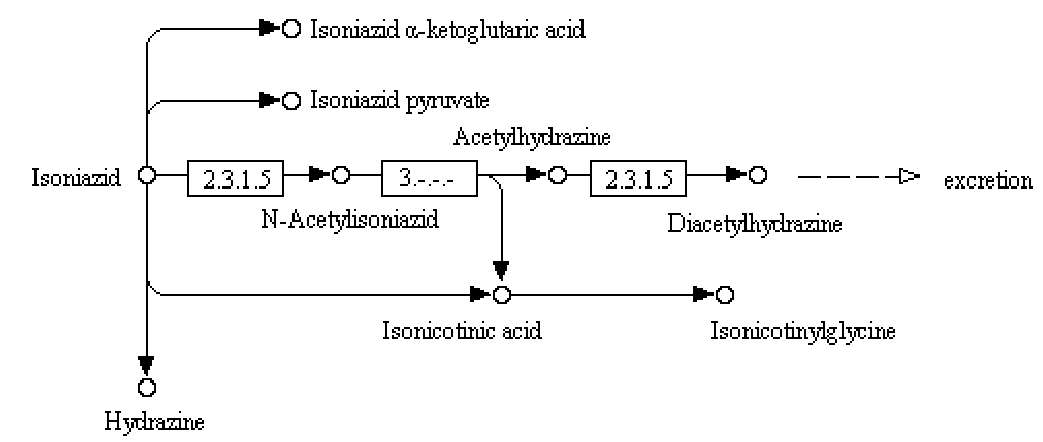 Isoniazid α-ketoglutaric acid
Isoniazid pyruvate
Acetylhydrazine
Isoniazid
2.3.1.5
3.-.-.-
2.3.1.5
excretion
N-Acetylisoniazid
Diacetylhydrazine
Isonicotinic acid
Isonicotinylglycine
Hydrazine